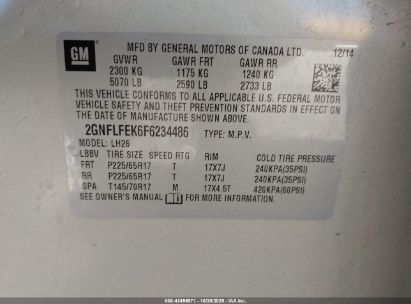 GM
MFD BY GENERAL MOTORS OF CANADA LTD. 12/14
GVWR GAWR FRT GAWR RR
2300 KG 1175 KG 1240 KG
5070 LB 2590 LB 2733 LB
THIS VEHICLE CONFORMS TO ALL APPLICABLE U.S. FEDERAL MOTOR
VEHICLE SAFETY AND THEFT PREVENTION STANDARDS IN EFFECT ON
THE DATE OF MANUFACTURE SHOWN ABOVE.
2GNFLFEK6F6234486 TYPE: M.P.V.
MODEL: LH26
LBBV TIRE SIZE SPEED RTG RIM COLD TIRE PRESSURE
FRT P225/65R17 T 17X7J 240KPA(35PSI)
RR P225/65R17 T 17X7J 240KPA(35PSI)
SPA T145/70R17 M 17X4.5T 420KPA(60PSI)
SEE OWNER'S MANUAL FOR MORE INFORMATION.